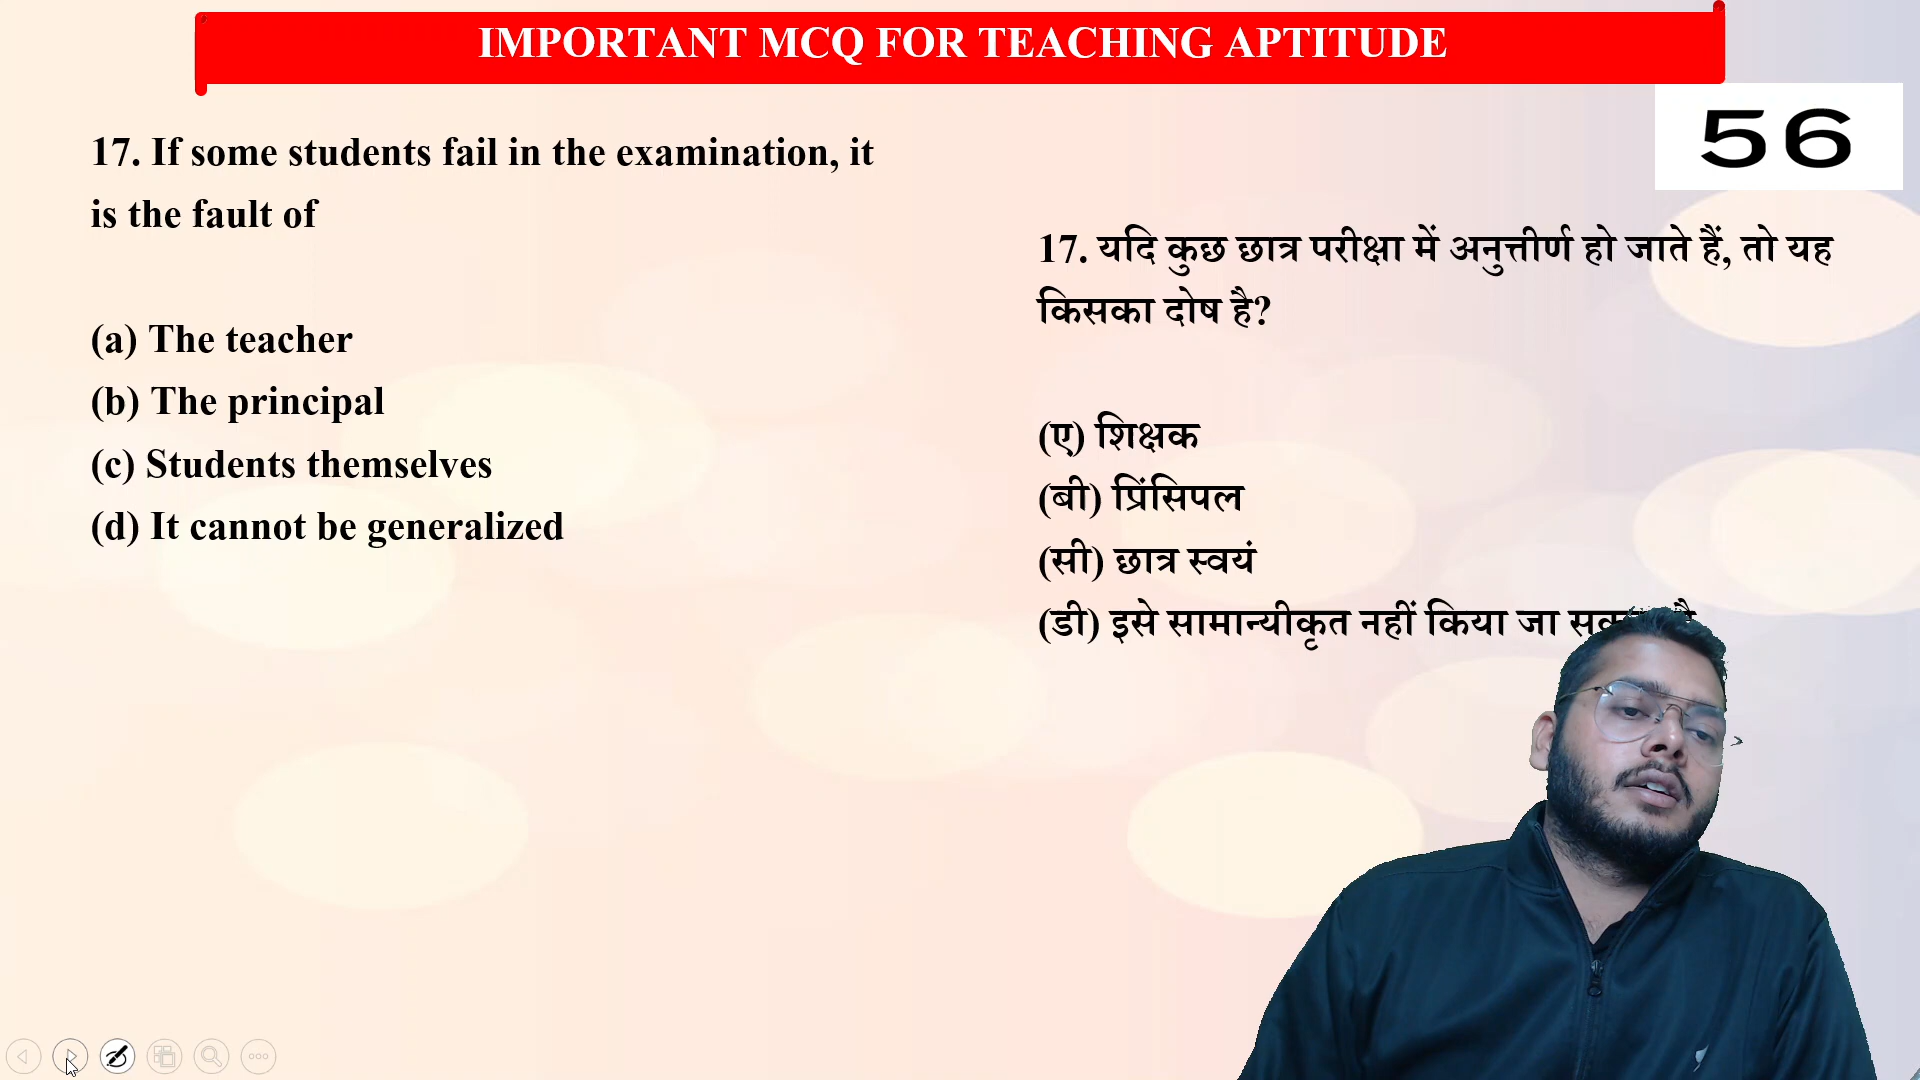 IMPORTANT MCQ FOR TEACHING APTITUDE
56
17. If some students fail in the examination, it
is the fault of
(a) The teacher
(b) The principal
(c) Students themselves
(d) It cannot be generalized
17. यदि कुछ छात्र परीक्षा में अनुत्तीर्ण हो जाते हैं, तो यह
किसका दोष है?
(ए) शिक्षक
(बी) प्रिंसिपल
(सी) छात्र स्वयं
(डी) इसे सामान्यीकृत नहीं किया जा